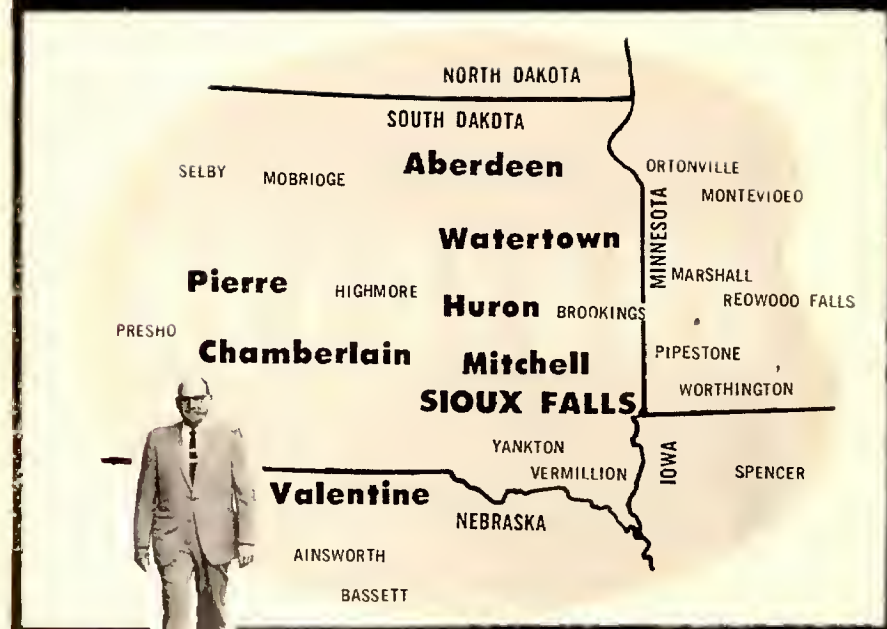 NORTH DAKOTA
SOUTH DAKOTA
SELBY
MOBRIOGE
Aberdeen
ORTONVILLE
MONTEVIOEO
MINNESOTA
Watertown
Pierre
HIGHMORE
Huron
BROOKINGS
MARSHALL
REOWOOO FALLS
PRESHO
Chamberlain
Mitchell
PIPESTONE
SIOUX FALLS
WORTHINGTON
YANKTON
VERMILLION
IOWA
SPENCER
Valentine
NEBRASKA
AINSWORTH
BASSETT